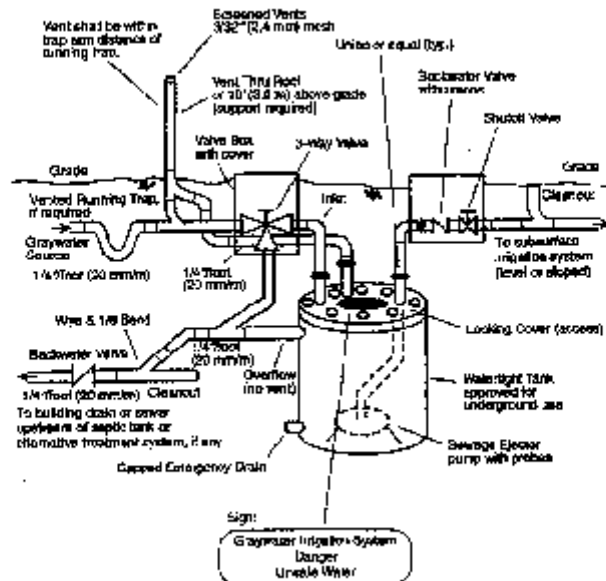 Screened Vents
3/32" (2.4 mm) mesh
Vent shall be within
trap arm distance of
running trap.
Union or equal (typ.)
Vent Thru Roof
or 10' (3.0 m) above grade
(support required)
Backwater Valve
Shutoff Valve
Valve Box
with cover
3-Way Valve
Grade
Grade
Cleanout
Vented Running Trap,
if required
Inlet
Graywater
Source
1/4"/foot (20 mm/m)
1/4"/foot
(20 mm/m)
To subsurface
irrigation system
(level or sloped)
Wye & 1/8 Bend
Locking Cover (access)
Backwater Valve
1/4"/foot
(20 mm/m)
Overflow
(no vent)
Cleanout
1/4"/foot (20 mm/m)
Watertight Tank
approved for
underground use
To building drain or sewer
upstream of septic tank or
alternative treatment system, if any
Sewage Ejector
pump with probes
Capped Emergency Drain
Sign:
Graywater Irrigation System
Danger
Unsafe Water